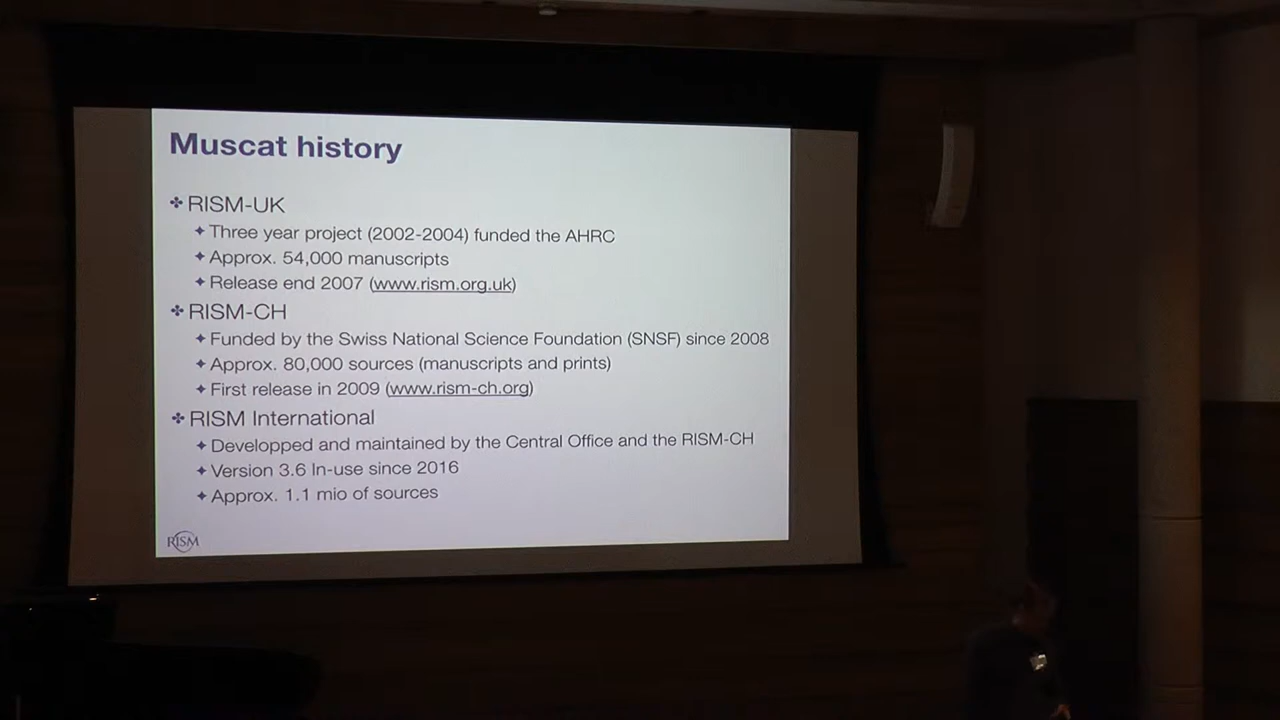 Muscat history
RISM-UK
Three year project (2002-2004) funded the AHRC
Approx. 54,000 manuscripts
Release end 2007 (www.rism.org.uk)
RISM-CH
Funded by the Swiss National Science Foundation (SNSF) since 2008
Approx. 80,000 sources (manuscripts and prints)
First release in 2009 (www.rism-ch.org)
RISM International
Developped and maintained by the Central Office and the RISM-CH
Version 3.6 In-use since 2016
Approx. 1.1 mio of sources
RISM